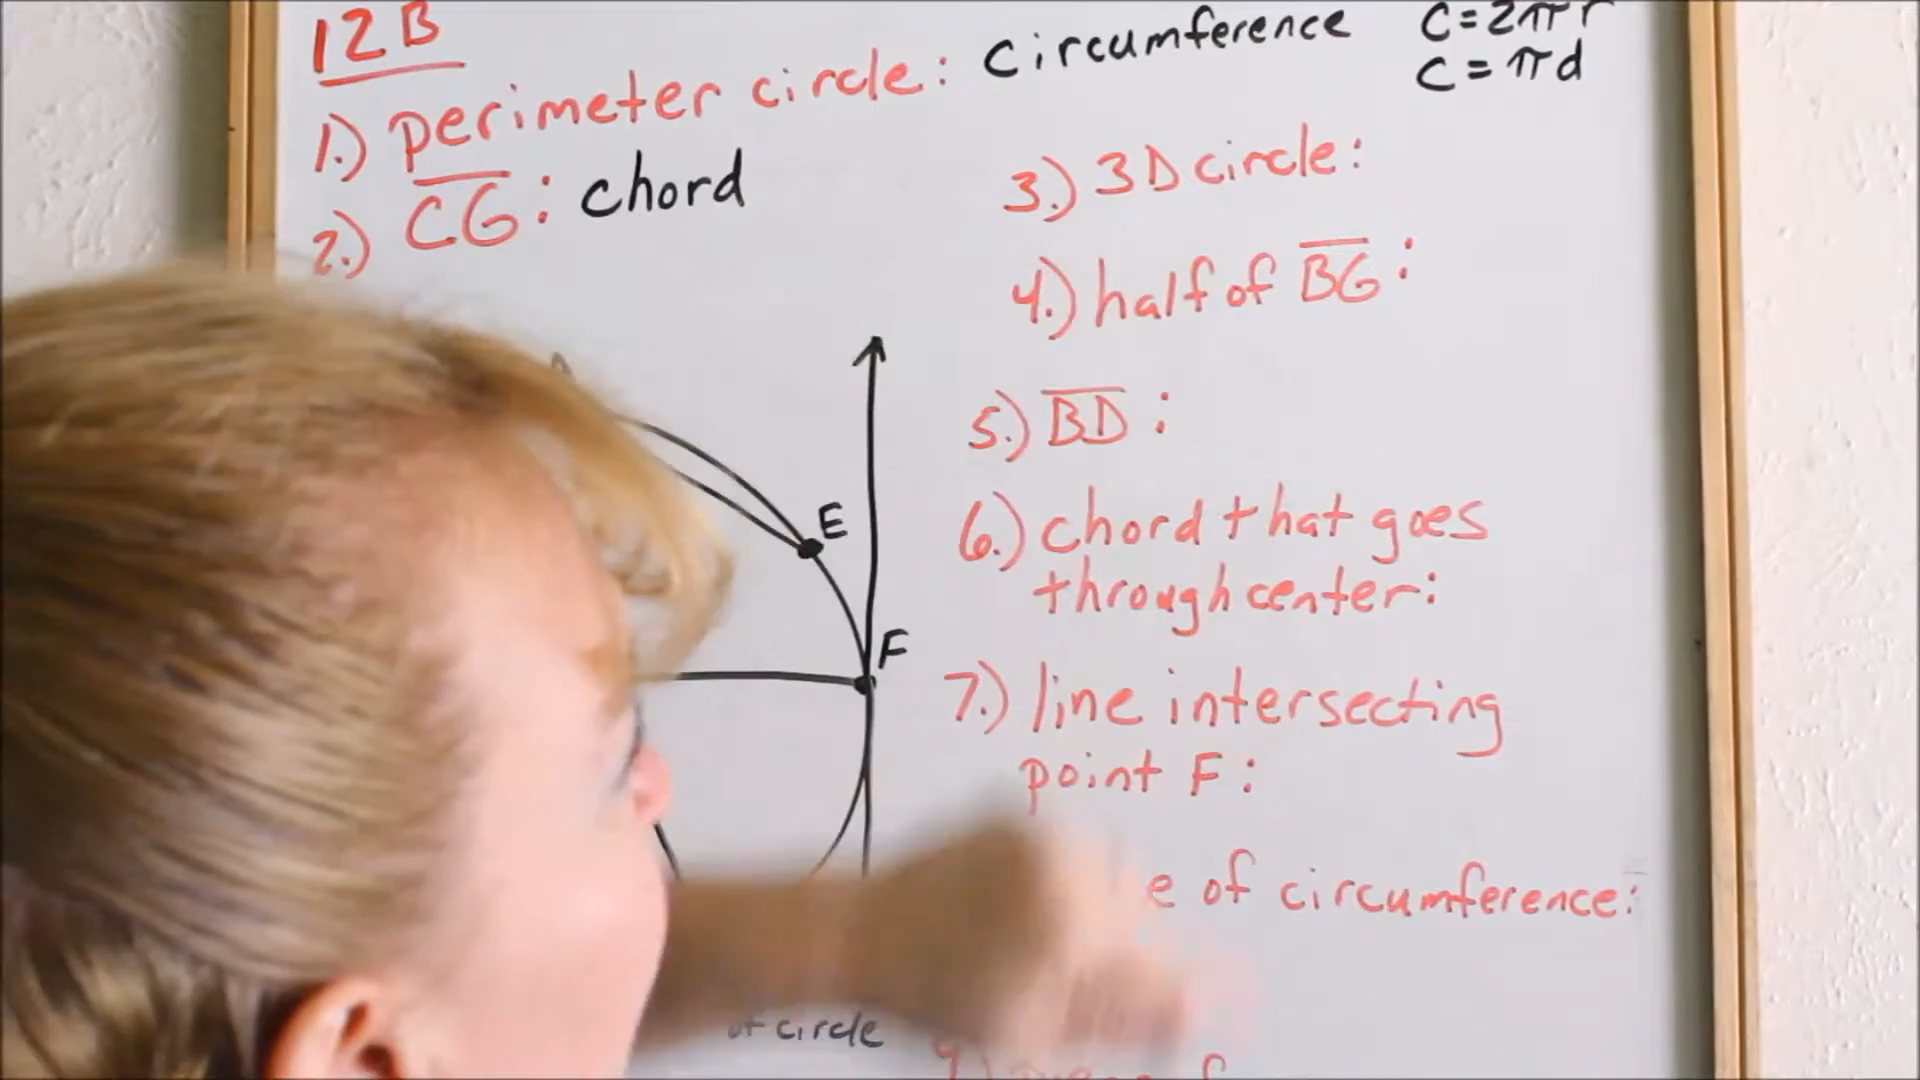 12B
1.) perimeter circle: Circumference
C=2πr
C=πd
2.) CG: chord
3.) 3D circle:
4.) half of BG:
5.) BD:
6.) chord that goes
through center:
7.) line intersecting
point F:
of circumference:
E
F
of circle